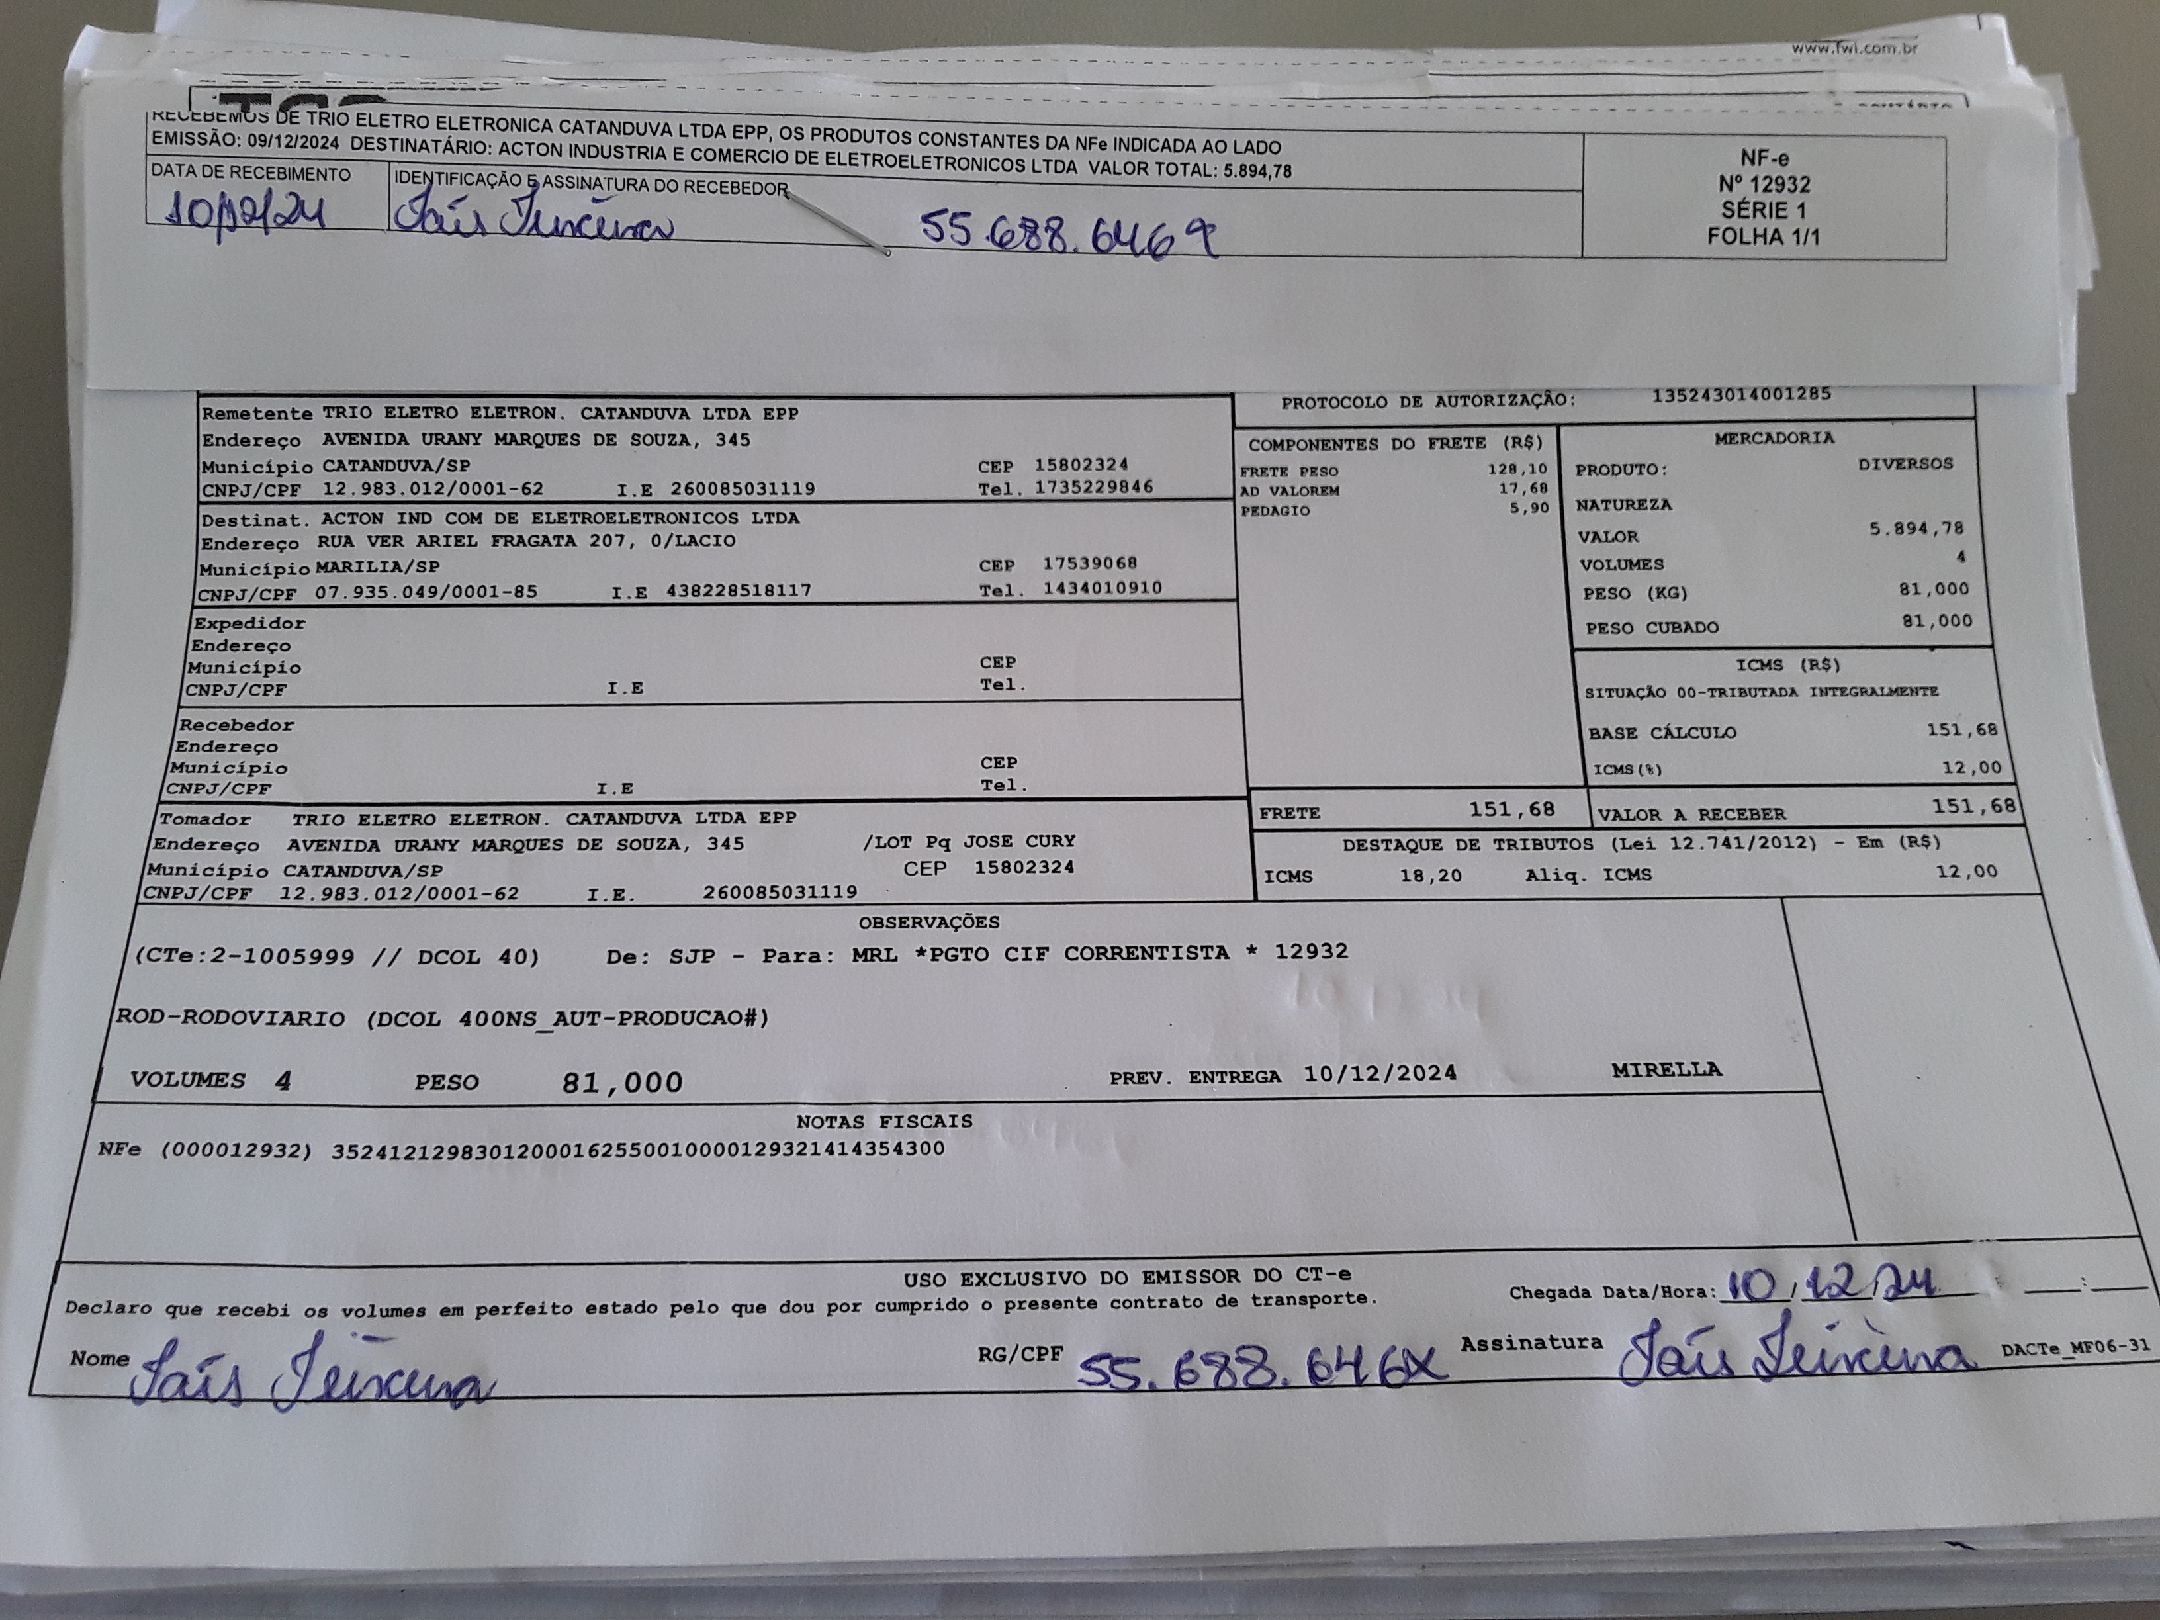 www.fwi.com.br
RECEBEMOS DE TRIO ELETRO ELETRONICA CATANDUVA LTDA EPP, OS PRODUTOS CONSTANTES DA NFe INDICADA AO LADO
EMISSÃO: 09/12/2024 DESTINATÁRIO: ACTON INDUSTRIA E COMERCIO DE ELETROELETRONICOS LTDA VALOR TOTAL: 5.894,78
DATA DE RECEBIMENTO
10/12/24
IDENTIFICAÇÃO E ASSINATURA DO RECEBEDOR
Taís Teixeira 55.688.646
NF-e
Nº 12932
SÉRIE 1
FOLHA 1/1
Remetente TRIO ELETRO ELETRON. CATANDUVA LTDA EPP
Endereço AVENIDA URANY MARQUES DE SOUZA, 345
Município CATANDUVA/SP CEP 15802324
CNPJ/CPF 12.983.012/0001-62 I.E 260085031119 Tel. 1735229846
Destinat. ACTON IND COM DE ELETROELETRONICOS LTDA
Endereço RUA VER ARIEL FRAGATA 207, 0/LACIO
Município MARILIA/SP CEP 17539068
CNPJ/CPF 07.935.049/0001-85 I.E 438228518117 Tel. 1434010910
Expedidor
Endereço
Município CEP
CNPJ/CPF I.E Tel.
Recebedor
Endereço
Município CEP
CNPJ/CPF I.E Tel.
Tomador TRIO ELETRO ELETRON. CATANDUVA LTDA EPP
Endereço AVENIDA URANY MARQUES DE SOUZA, 345 /LOT Pq JOSE CURY
Município CATANDUVA/SP CEP 15802324
CNPJ/CPF 12.983.012/0001-62 I.E. 260085031119
PROTOCOLO DE AUTORIZAÇÃO: 135243014001285
COMPONENTES DO FRETE (R$)
FRETE PESO 128,10
AD VALOREM 17,68
PEDAGIO 5,90
MERCADORIA
PRODUTO: DIVERSOS
NATUREZA
VALOR 5.894,78
VOLUMES 4
PESO (KG) 81,000
PESO CUBADO 81,000
ICMS (R$)
SITUAÇÃO 00-TRIBUTADA INTEGRALMENTE
BASE CÁLCULO 151,68
ICMS(%) 12,00
FRETE 151,68
VALOR A RECEBER 151,68
DESTAQUE DE TRIBUTOS (Lei 12.741/2012) - Em (R$)
ICMS 18,20 Aliq. ICMS 12,00
OBSERVAÇÕES
(CTe:2-1005999 // DCOL 40) De: SJP - Para: MRL *PGTO CIF CORRENTISTA * 12932
ROD-RODOVIARIO (DCOL 400NS_AUT-PRODUCAO#)
VOLUMES 4 PESO 81,000 PREV. ENTREGA 10/12/2024 MIRELLA
NOTAS FISCAIS
NFe (000012932) 35241212983012000162550010000129321414354300
USO EXCLUSIVO DO EMISSOR DO CT-e
Declaro que recebi os volumes em perfeito estado pelo que dou por cumprido o presente contrato de transporte.
Chegada Data/Hora: 10/12/24
Nome Taís Teixeira RG/CPF 55.688.646X Assinatura Taís Teixeira DACTe_MF06-31